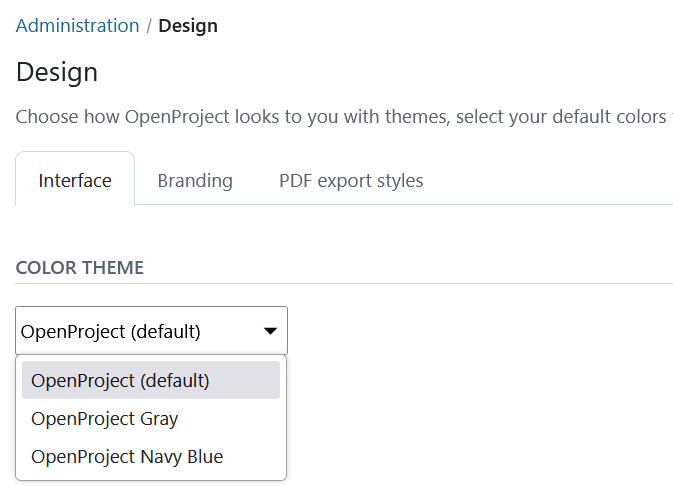 Administration / Design
Design
Choose how OpenProject looks to you with themes, select your default colors
Interface Branding PDF export styles
COLOR THEME
OpenProject (default)
OpenProject (default)
OpenProject Gray
OpenProject Navy Blue